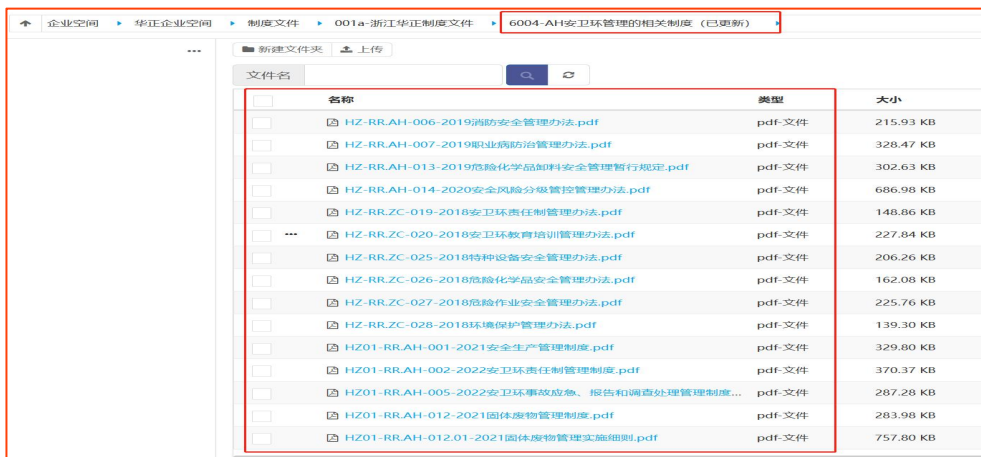 企业空间 华正企业空间 制度文件 001a-浙江华正制度文件 6004-AH安卫环管理的相关制度（已更新）
...
新建文件夹 上传
文件名
名称 类型 大小
HZ-RR.AH-006-2019消防安全管理办法.pdf pdf-文件 215.93 KB
HZ-RR.AH-007-2019职业病防治管理办法.pdf pdf-文件 328.47 KB
HZ-RR.AH-013-2019危险化学品卸料安全管理暂行规定.pdf pdf-文件 302.63 KB
HZ-RR.AH-014-2020安全风险分级管控管理办法.pdf pdf-文件 686.98 KB
HZ-RR.ZC-019-2018安卫环责任制管理办法.pdf pdf-文件 148.86 KB
... HZ-RR.ZC-020-2018安卫环教育培训管理办法.pdf pdf-文件 227.84 KB
HZ-RR.ZC-025-2018特种设备安全管理办法.pdf pdf-文件 206.26 KB
HZ-RR.ZC-026-2018危险化学品安全管理办法.pdf pdf-文件 162.08 KB
HZ-RR.ZC-027-2018危险作业安全管理办法.pdf pdf-文件 225.76 KB
HZ-RR.ZC-028-2018环境保护管理办法.pdf pdf-文件 139.30 KB
HZ01-RR.AH-001-2021安全生产管理制度.pdf pdf-文件 329.80 KB
HZ01-RR.AH-002-2022安卫环责任制管理制度.pdf pdf-文件 370.37 KB
HZ01-RR.AH-005-2022安卫环事故应急、报告和调查处理管理制度... pdf-文件 287.28 KB
HZ01-RR.AH-012-2021固体废物管理制度.pdf pdf-文件 283.98 KB
HZ01-RR.AH-012.01-2021固体废物管理实施细则.pdf pdf-文件 757.80 KB